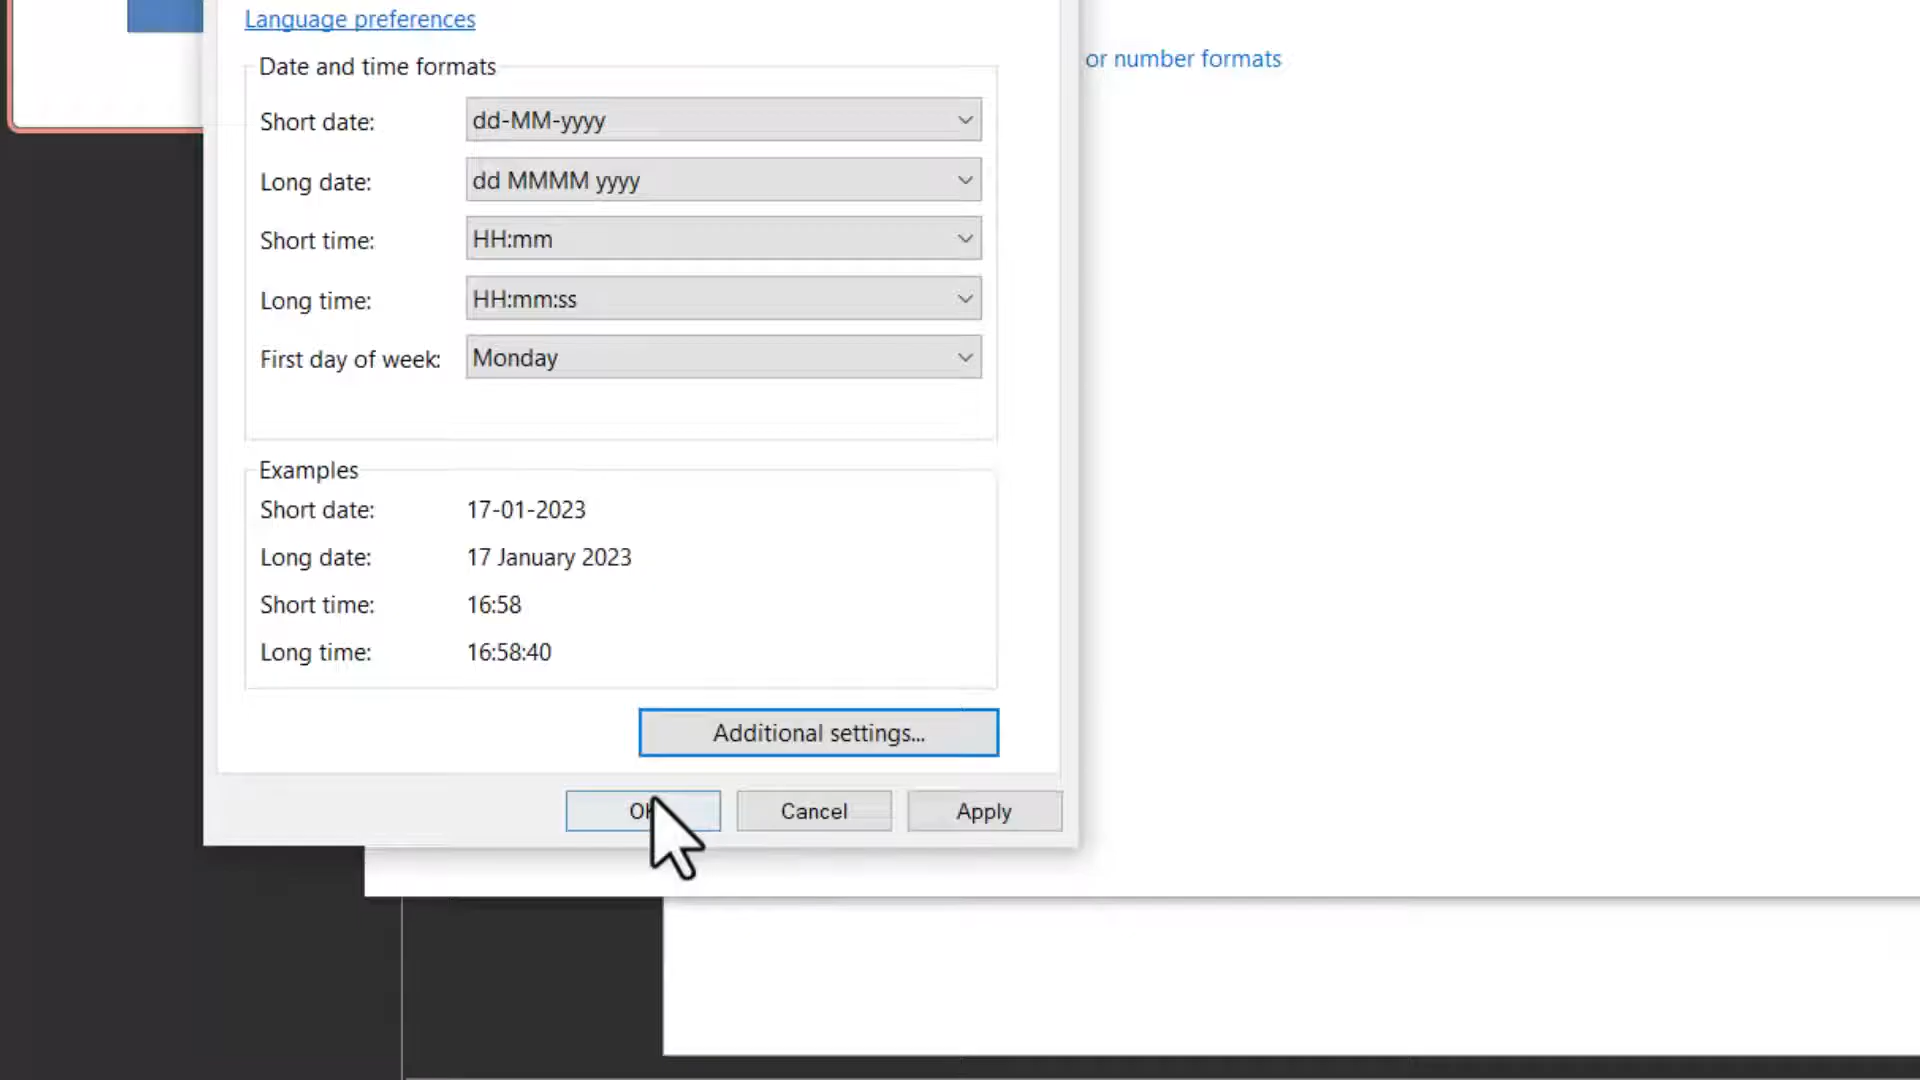 Language preferences
or number formats
Date and time formats
Short date: dd-MM-yyyy
Long date: dd MMMM yyyy
Short time: HH:mm
Long time: HH:mm:ss
First day of week: Monday
Examples
Short date: 17-01-2023
Long date: 17 January 2023
Short time: 16:58
Long time: 16:58:40
Additional settings...
OK Cancel Apply